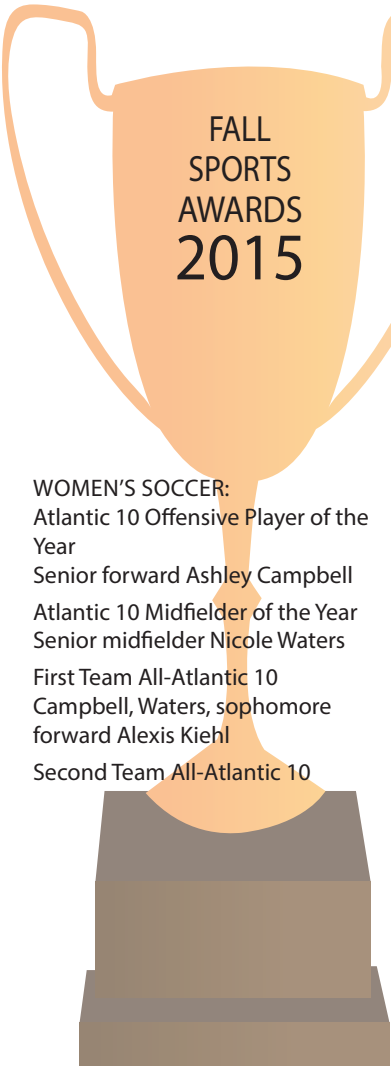 FALL
SPORTS
AWARDS
2015
WOMEN’S SOCCER:
Atlantic 10 Offensive Player of the
Year
Senior forward Ashley Campbell
Atlantic 10 Midfielder of the Year
Senior midfielder Nicole Waters
First Team All-Atlantic 10
Campbell, Waters, sophomore
forward Alexis Kiehl
Second Team All-Atlantic 10